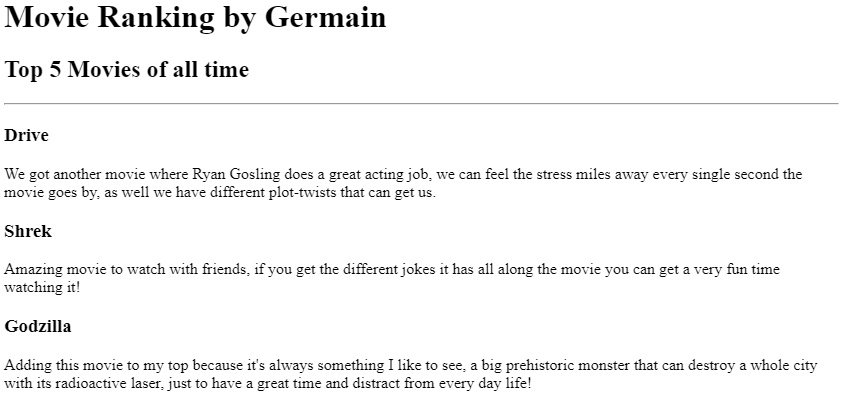 Movie Ranking by Germain
Top 5 Movies of all time
Drive
We got another movie where Ryan Gosling does a great acting job, we can feel the stress miles away every single second the
movie goes by, as well we have different plot-twists that can get us.
Shrek
Amazing movie to watch with friends, if you get the different jokes it has all along the movie you can get a very fun time
watching it!
Godzilla
Adding this movie to my top because it's always something I like to see, a big prehistoric monster that can destroy a whole city
with its radioactive laser, just to have a great time and distract from every day life!